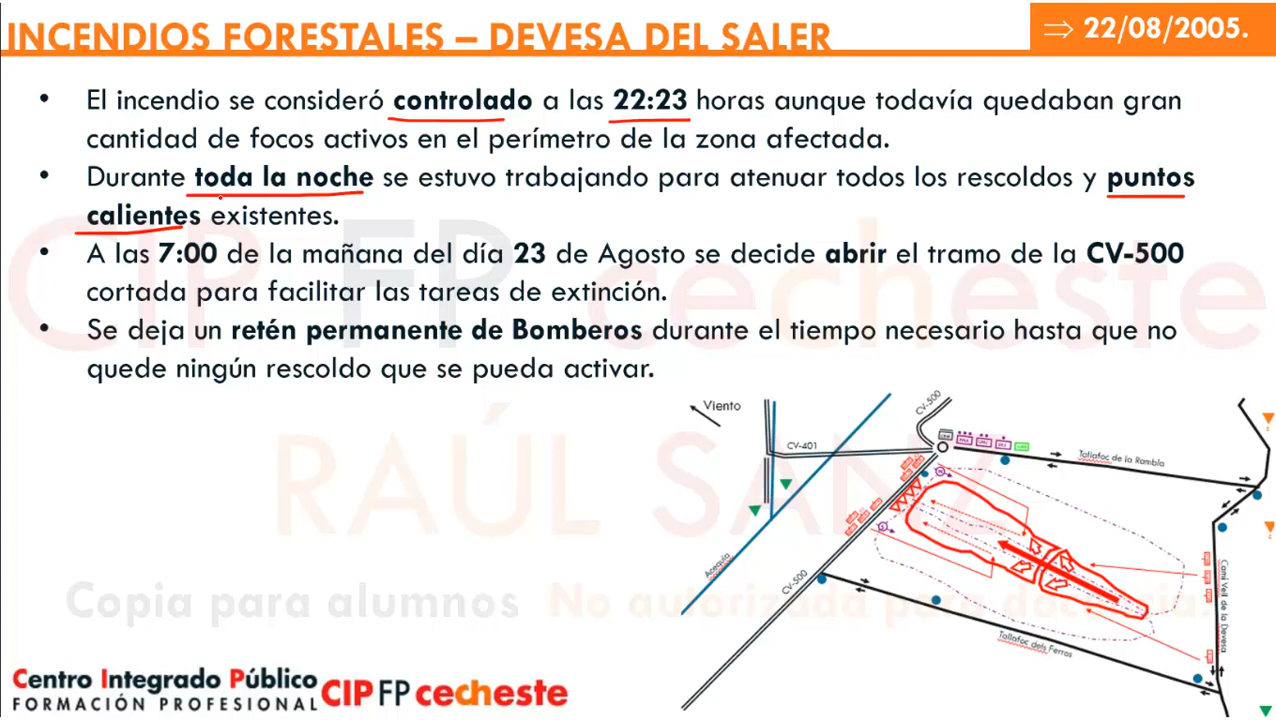 INCENDIOS FORESTALES – DEVESA DEL SALER
⇒ 22/08/2005.
• El incendio se consideró controlado a las 22:23 horas aunque todavía quedaban gran
cantidad de focos activos en el perímetro de la zona afectada.
• Durante toda la noche se estuvo trabajando para atenuar todos los rescoldos y puntos
calientes existentes.
• A las 7:00 de la mañana del día 23 de Agosto se decide abrir el tramo de la CV-500
cortada para facilitar las tareas de extinción.
• Se deja un retén permanente de Bomberos durante el tiempo necesario hasta que no
quede ningún rescoldo que se pueda activar.
CIP FP cecheste
RAÚL
Copia para alumnos No autorizada para
Viento
CV-500
CV-401
Tallafoc de la Rambla
Acequia
CV-500
Camí Vell de la Devesa
Tallafoc dels Ferros
Centro Integrado Público
FORMACIÓN PROFESIONAL
CIP FP cecheste